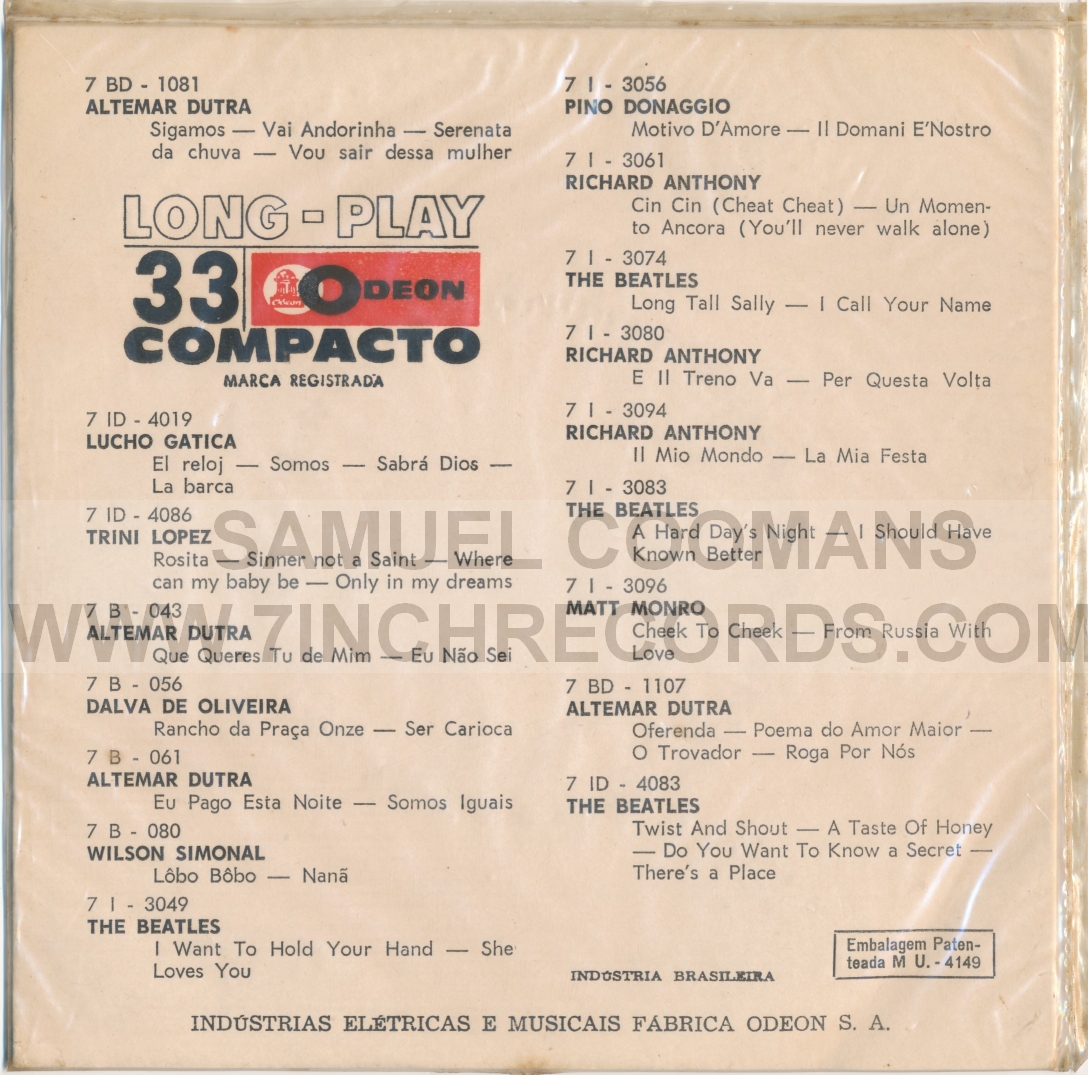 7 BD - 1081
ALTEMAR DUTRA
Sigamos — Vai Andorinha — Serenata
da chuva — Vou sair dessa mulher
LONG-PLAY
33 ODEON
Odeon
COMPACTO
MARCA REGISTRADA
7 ID - 4019
LUCHO GATICA
El reloj — Somos — Sabrá Dios —
La barca
7 ID - 4086
TRINI LOPEZ
Rosita — Sinner not a Saint — Where
can my baby be — Only in my dreams
7 B - 043
ALTEMAR DUTRA
Que Queres Tu de Mim — Eu Não Sei
7 B - 056
DALVA DE OLIVEIRA
Rancho da Praça Onze — Ser Carioca
7 B - 061
ALTEMAR DUTRA
Eu Pago Esta Noite — Somos Iguais
7 B - 080
WILSON SIMONAL
Lôbo Bôbo — Nanã
7 I - 3049
THE BEATLES
I Want To Hold Your Hand — She
Loves You
7 I - 3056
PINO DONAGGIO
Motivo D'Amore — Il Domani E'Nostro
7 I - 3061
RICHARD ANTHONY
Cin Cin (Cheat Cheat) — Un Momen-
to Ancora (You'll never walk alone)
7 I - 3074
THE BEATLES
Long Tall Sally — I Call Your Name
7 I - 3080
RICHARD ANTHONY
E Il Treno Va — Per Questa Volta
7 I - 3094
RICHARD ANTHONY
Il Mio Mondo — La Mia Festa
7 I - 3083
THE BEATLES
A Hard Day's Night — I Should Have
Known Better
7 I - 3096
MATT MONRO
Cheek To Cheek — From Russia With
Love
7 BD - 1107
ALTEMAR DUTRA
Oferenda — Poema do Amor Maior —
O Trovador — Roga Por Nós
7 ID - 4083
THE BEATLES
Twist And Shout — A Taste Of Honey
— Do You Want To Know a Secret —
There's a Place
INDÚSTRIA BRASILEIRA
Embalagem Paten-
teada M U. - 4149
INDÚSTRIAS ELÉTRICAS E MUSICAIS FÁBRICA ODEON S. A.
SAMUEL COOMANS
WWW.7INCHRECORDS.COM